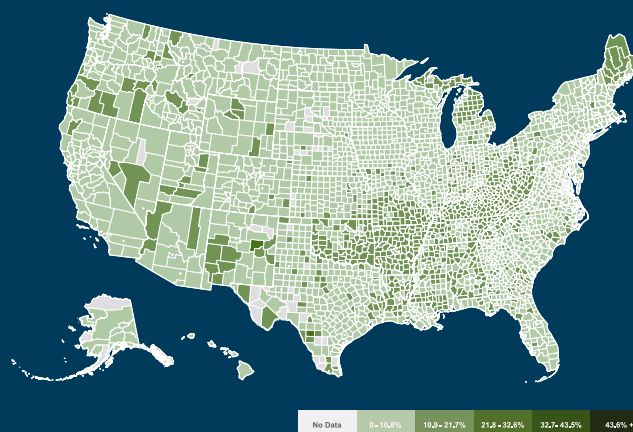 No Data 0 - 10.8% 10.9 - 21.7% 21.8 - 32.6% 32.7- 43.5% 43.6% +